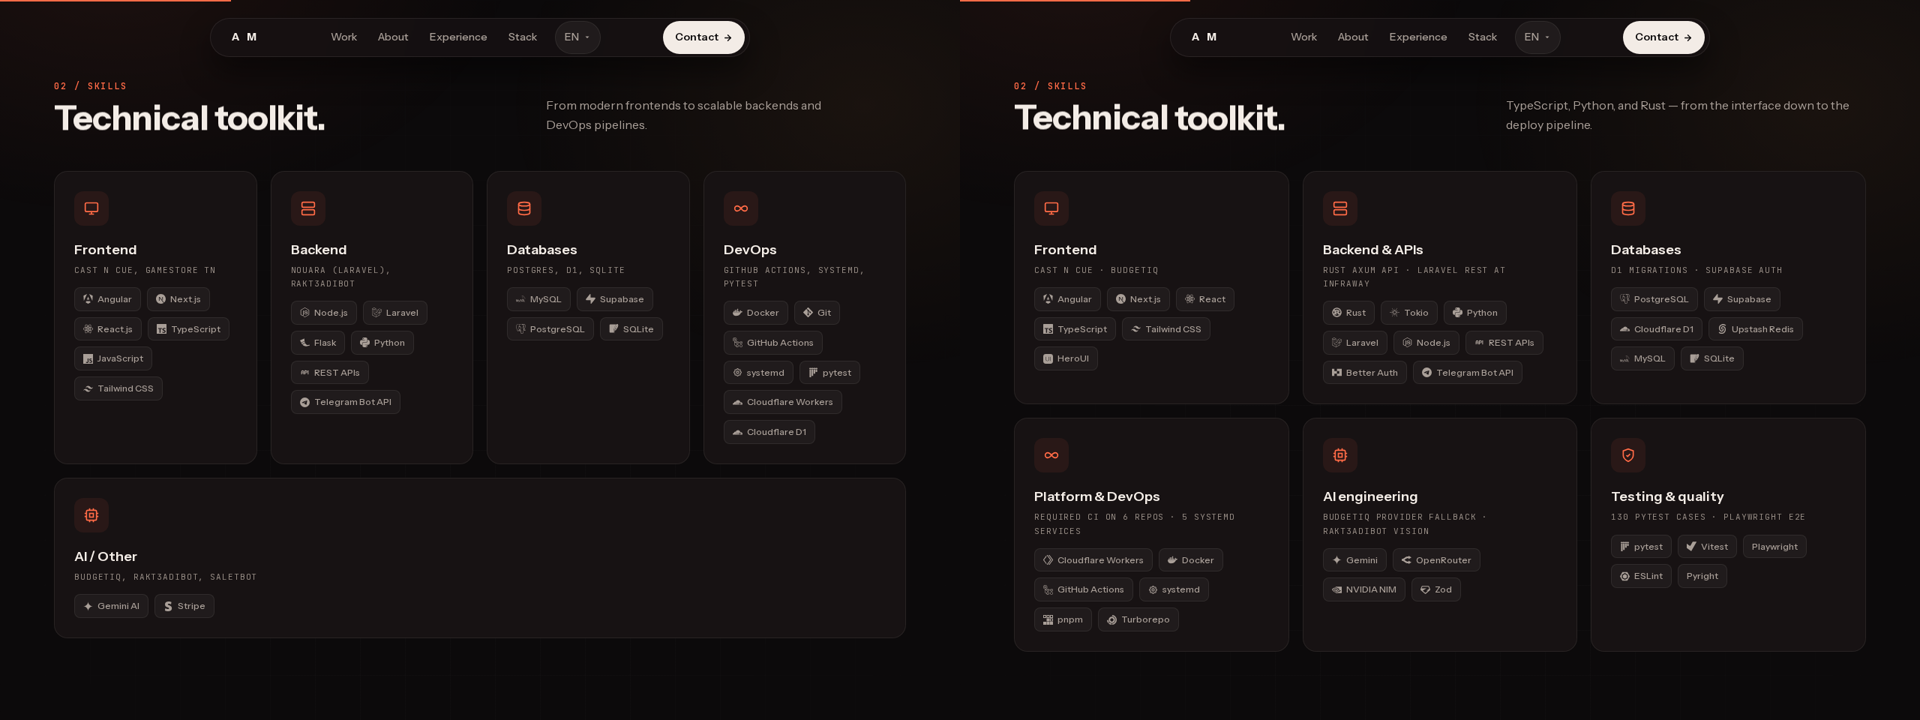 A M
Work
About
Experience
Stack
EN
Contact →
02 / SKILLS
Technical toolkit.
From modern frontends to scalable backends and
DevOps pipelines.
Frontend
CAST N CUE, GAMESTORE TN
Angular
Next.js
React.js
TypeScript
JavaScript
Tailwind CSS
Backend
NOUARA (LARAVEL),
RAKT3ADIBOT
Node.js
Laravel
Flask
Python
REST APIs
Telegram Bot API
Databases
POSTGRES, D1, SQLITE
MySQL
Supabase
PostgreSQL
SQLite
DevOps
GITHUB ACTIONS, SYSTEMD,
PYTEST
Docker
Git
GitHub Actions
systemd
pytest
Cloudflare Workers
Cloudflare D1
AI / Other
BUDGETIQ, RAKT3ADIBOT, SALETBOT
Gemini AI
Stripe
A M
Work
About
Experience
Stack
EN
Contact →
02 / SKILLS
Technical toolkit.
TypeScript, Python, and Rust — from the interface down to the
deploy pipeline.
Frontend
CAST N CUE · BUDGETIQ
Angular
Next.js
React
TypeScript
Tailwind CSS
HeroUI
Backend & APIs
RUST AXUM API · LARAVEL REST AT
INFRAWAY
Rust
Tokio
Python
Laravel
Node.js
REST APIs
Better Auth
Telegram Bot API
Databases
D1 MIGRATIONS · SUPABASE AUTH
PostgreSQL
Supabase
Cloudflare D1
Upstash Redis
MySQL
SQLite
Platform & DevOps
REQUIRED CI ON 6 REPOS · 5 SYSTEMD
SERVICES
Cloudflare Workers
Docker
GitHub Actions
systemd
pnpm
Turborepo
AI engineering
BUDGETIQ PROVIDER FALLBACK ·
RAKT3ADIBOT VISION
Gemini
OpenRouter
NVIDIA NIM
Zod
Testing & quality
130 PYTEST CASES · PLAYWRIGHT E2E
pytest
Vitest
Playwright
ESLint
Pyright